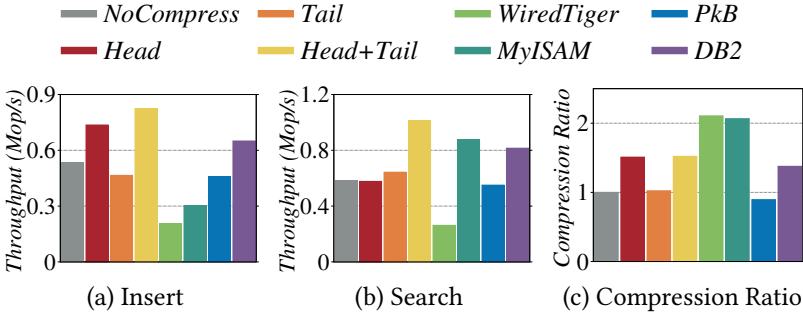 NoCompress Tail WiredTiger PkB
Head Head+Tail MyISAM DB2
Throughput (Mop/s)
0.9
0.6
0.3
0
(a) Insert
Throughput (Mop/s)
1.2
0.8
0.4
0
(b) Search
Compression Ratio
2
1
0
(c) Compression Ratio